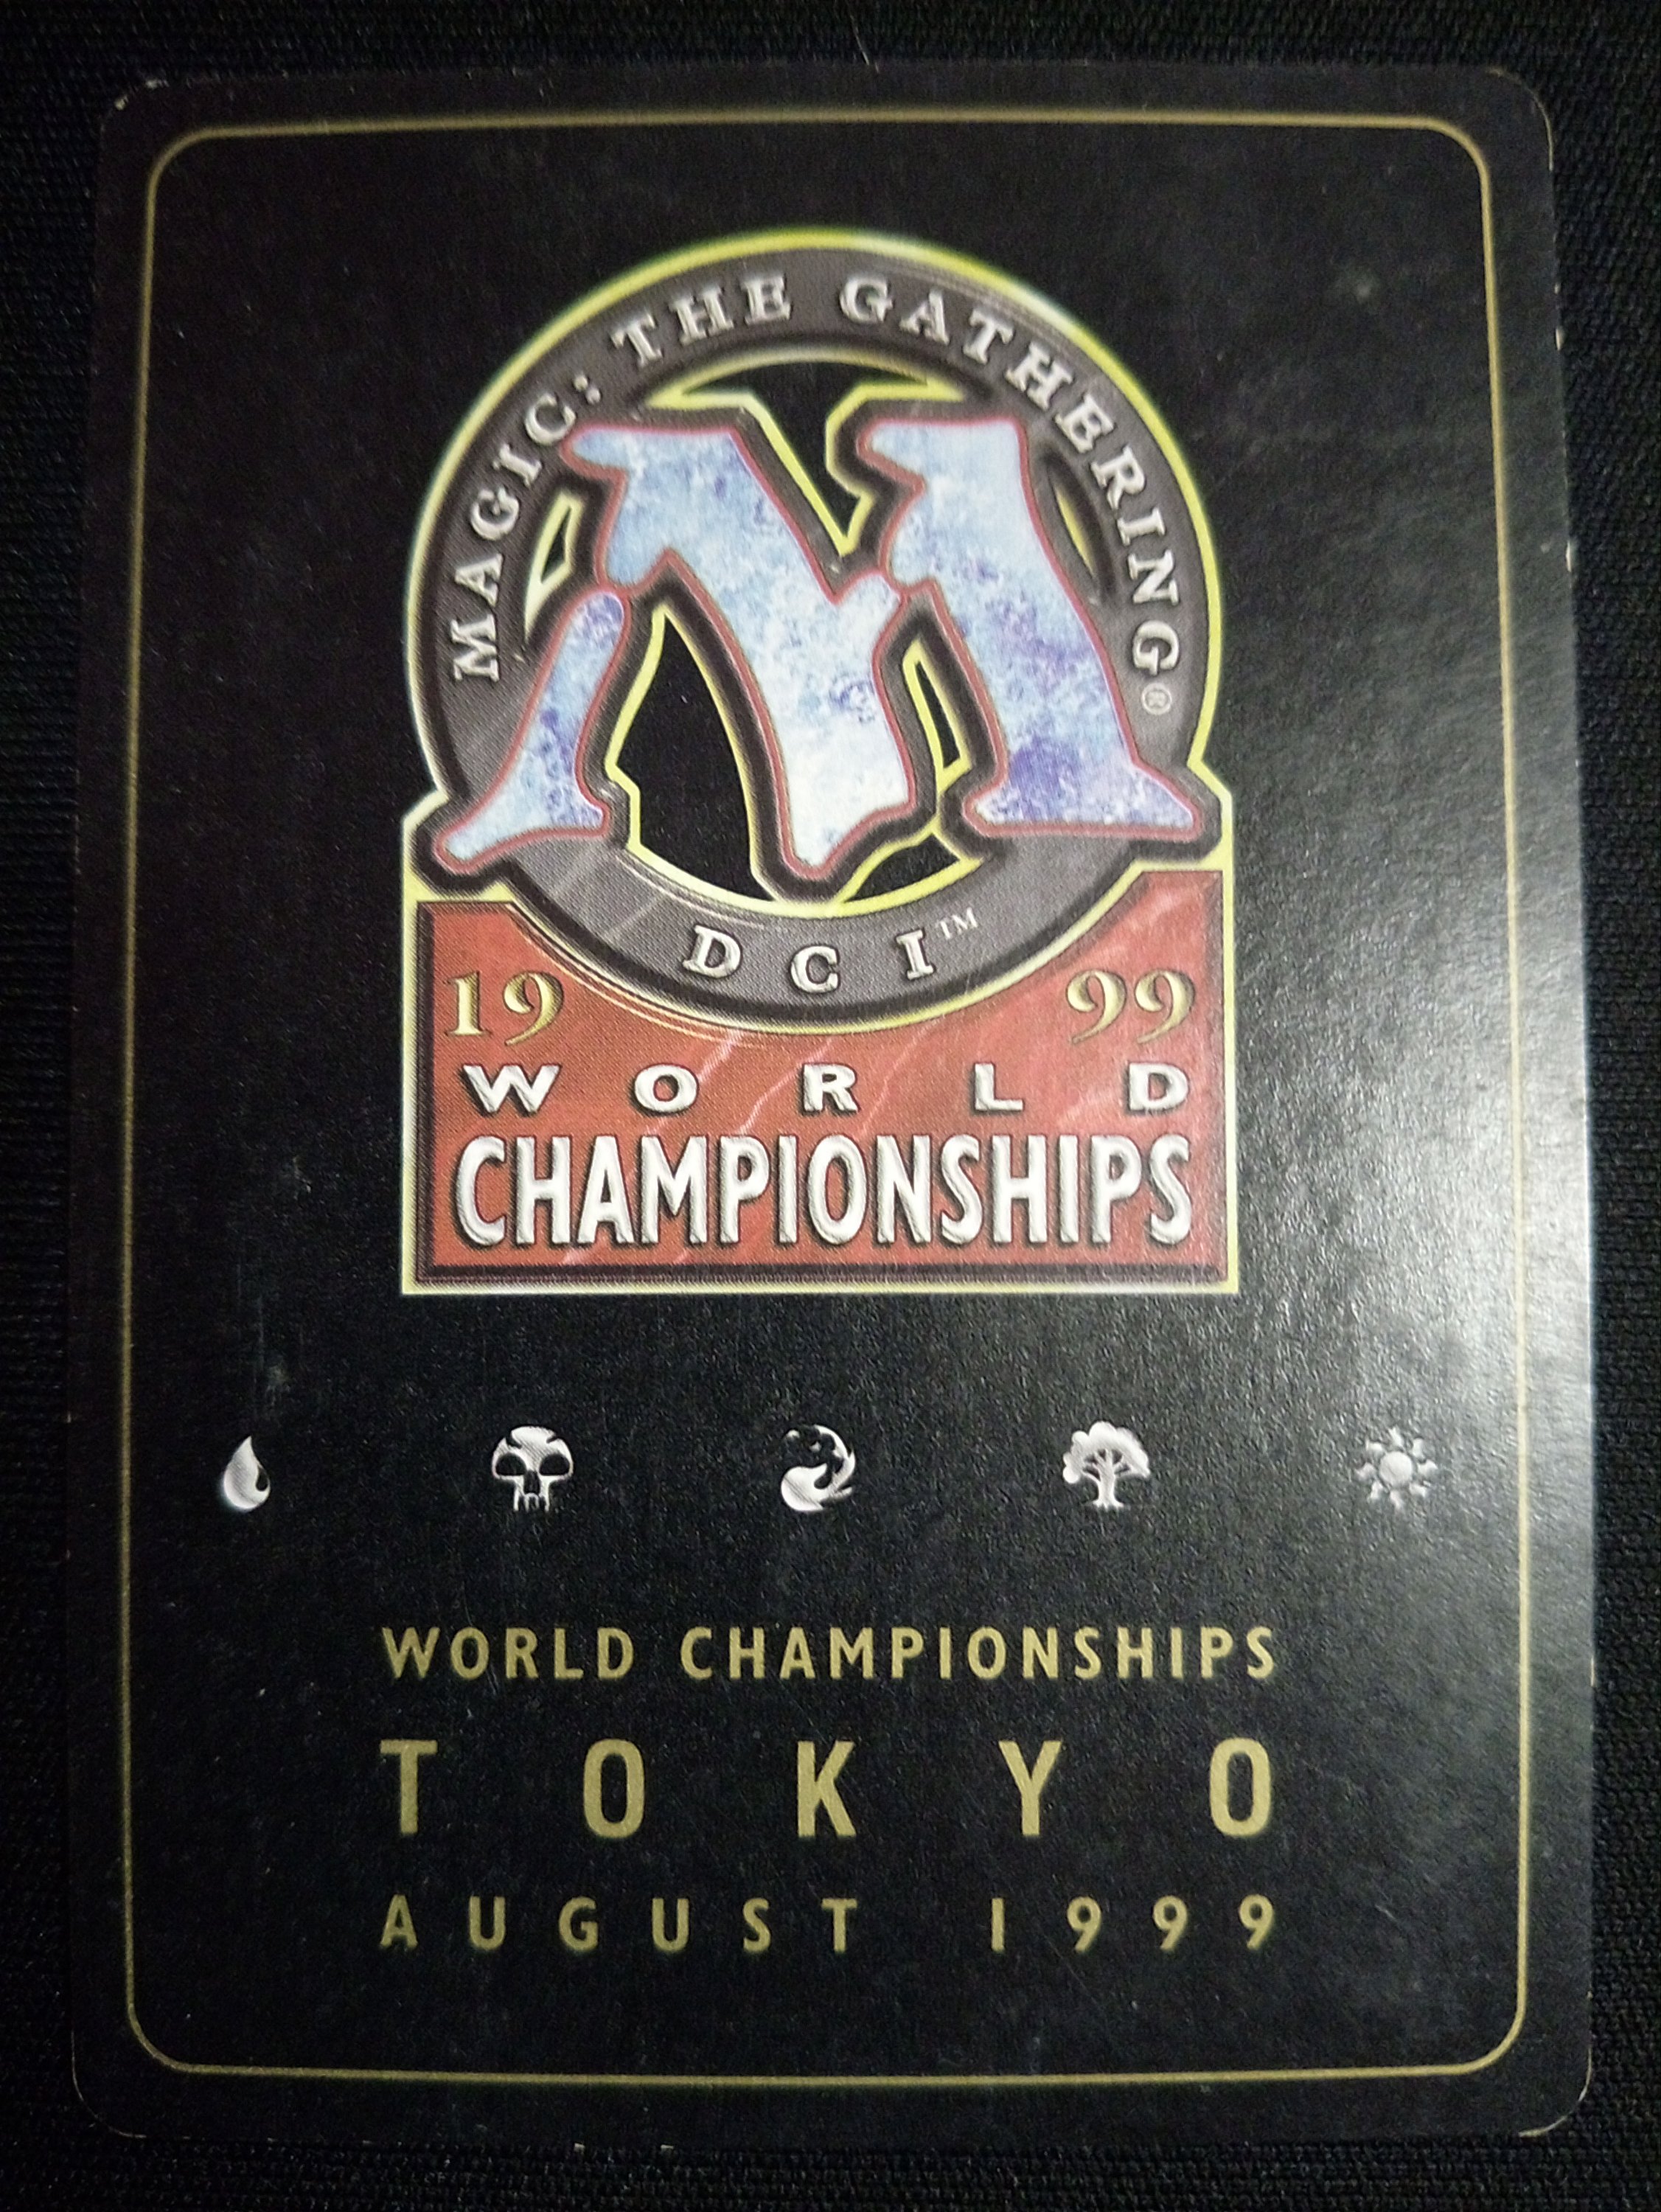 MAGIC: THE GATHERING®
DCI™
1999
WORLD
CHAMPIONSHIPS
WORLD CHAMPIONSHIPS
TOKYO
AUGUST 1999